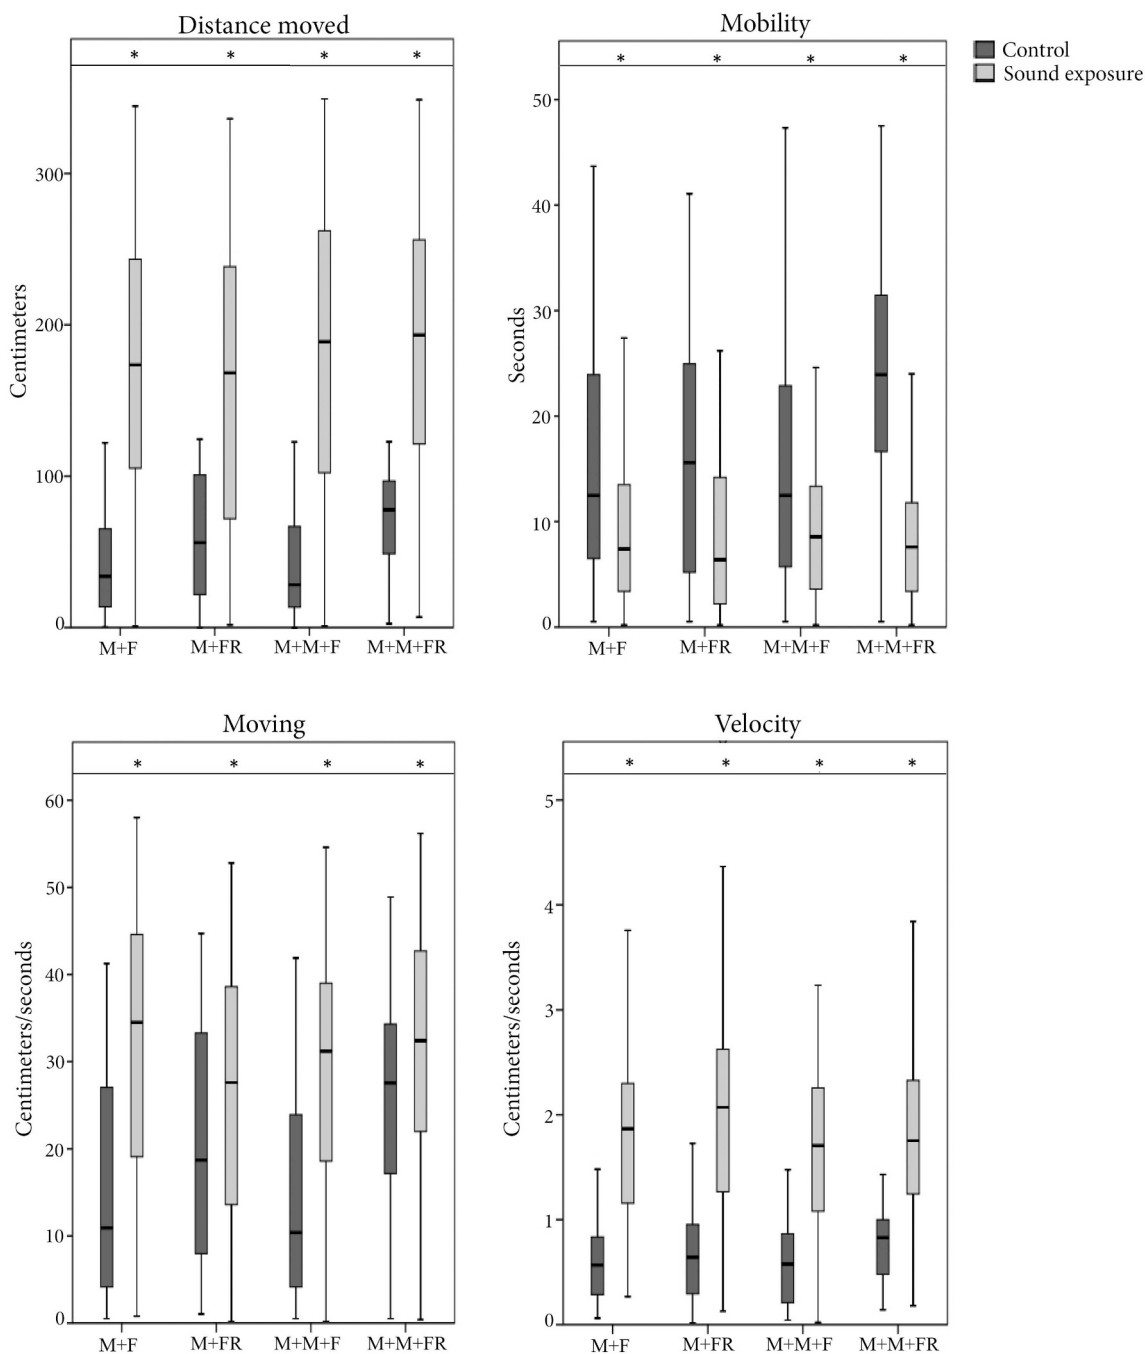 Distance moved
* * * *
Centimeters
300
200
100
0
M+F M+FR M+M+F M+M+FR
Mobility
* * * *
Seconds
50
40
30
20
10
0
M+F M+FR M+M+F M+M+FR
Control
Sound exposure
Moving
* * * *
Centimeters/seconds
60
50
40
30
20
10
0
M+F M+FR M+M+F M+M+FR
Velocity
* * * *
Centimeters/seconds
5
4
3
2
1
0
M+F M+FR M+M+F M+M+FR